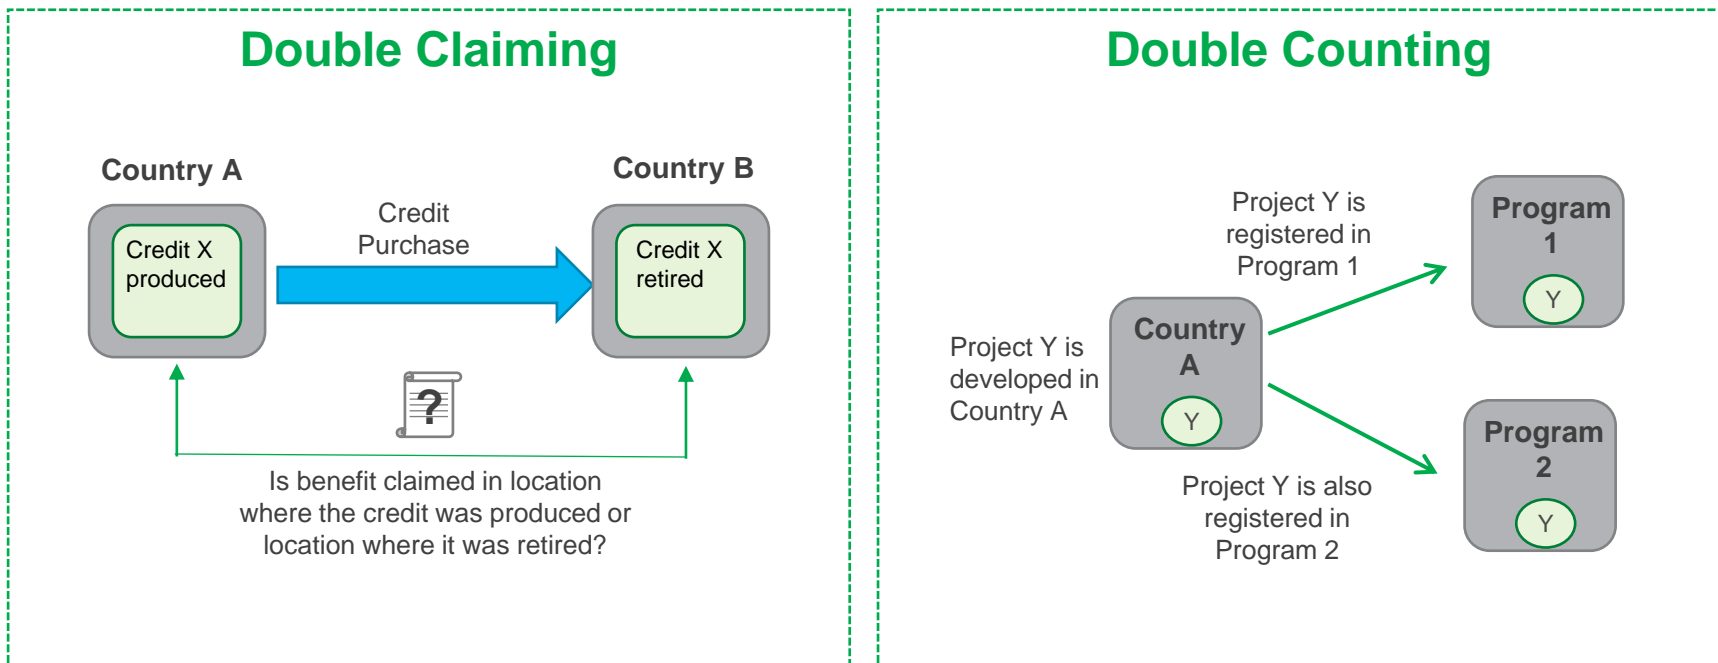 Double Claiming
Country A
Country B
Credit
Purchase
Credit X
produced
Credit X
retired
?
Is benefit claimed in location
where the credit was produced or
location where it was retired?
Double Counting
Project Y is
developed in
Country A
Country
A
Y
Project Y is
registered in
Program 1
Program
1
Y
Project Y is also
registered in
Program 2
Program
2
Y